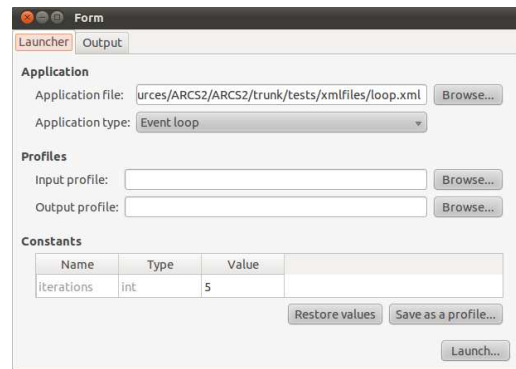 Form
Launcher Output
Application
Application file: urces/ARCS2/ARCS2/trunk/tests/xmlfiles/loop.xml Browse...
Application type: Event loop
Profiles
Input profile: Browse...
Output profile: Browse...
Constants
Name Type Value
iterations int 5
Restore values Save as a profile...
Launch...